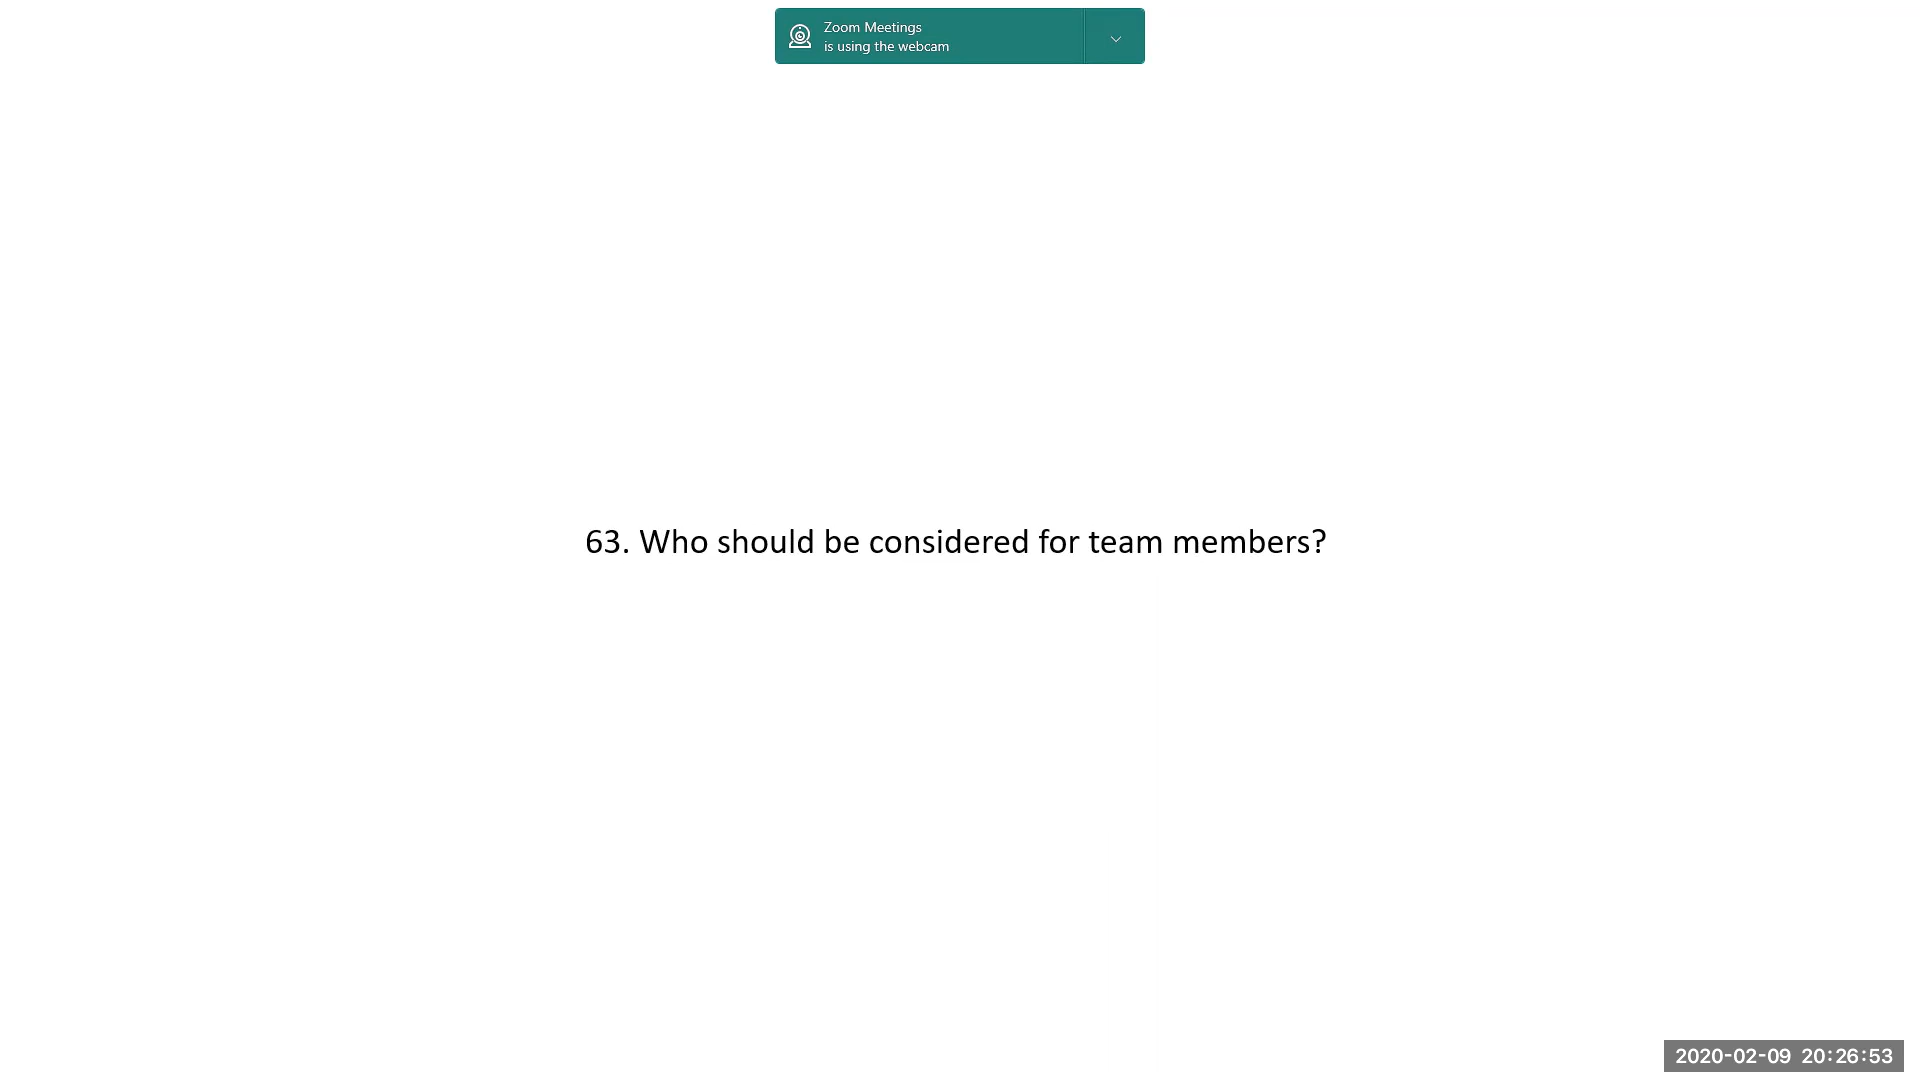 Zoom Meetings
is using the webcam
63. Who should be considered for team members?
2020-02-09 20:26:53